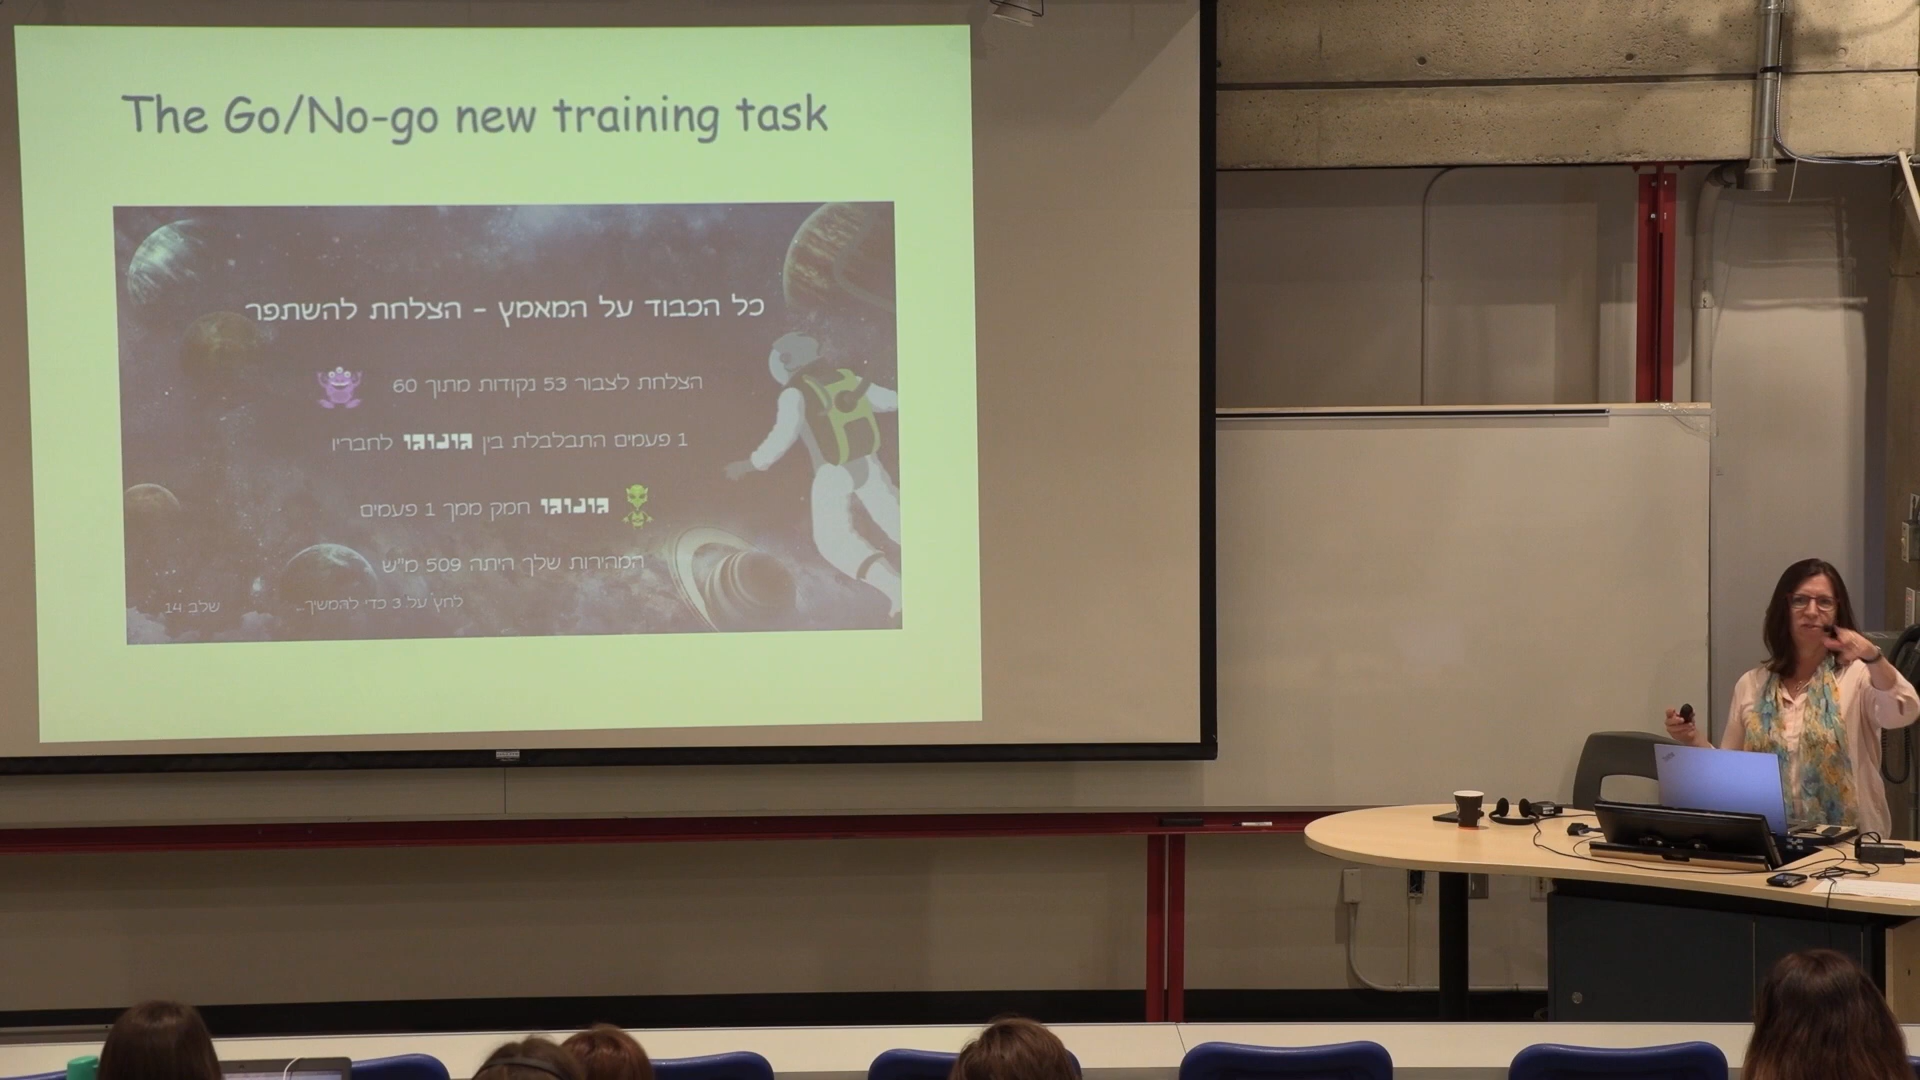 The Go/No-go new training task
כל הכבוד על המאמץ - הצלחת להשתפר
הצלחת לצבור 53 נקודות מתוך 60
1 פעמים התבלבלת בין גונוגו לחבריו
גונוגו חמק ממך 1 פעמים
המהירות שלך היתה 509 מ"ש
לחץ על 3 כדי להמשיך...
שלב 14